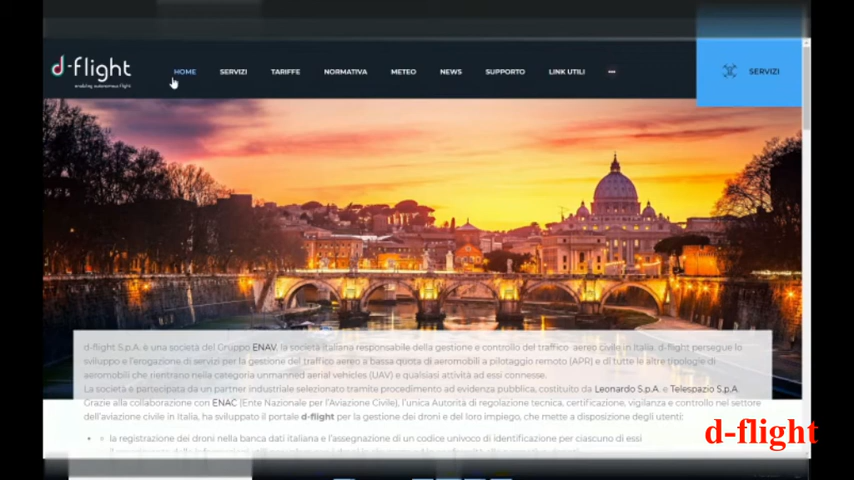 d-flight
enabling autonomous flight
HOME SERVIZI TARIFFE NORMATIVA METEO NEWS SUPPORTO LINK UTILI ••• SERVIZI
d-flight S.p.A. è una società del Gruppo ENAV, la società italiana responsabile della gestione e controllo del traffico aereo civile in Italia. d-flight persegue lo
sviluppo e l'erogazione di servizi per la gestione del traffico aereo a bassa quota di aeromobili a pilotaggio remoto (APR) e di tutte le altre tipologie di
aeromobili che rientrano nella categoria unmanned aerial vehicles (UAV) e qualsiasi attività ad essi connesse.
La società è partecipata da un partner industriale selezionato tramite procedimento ad evidenza pubblica, costituito da Leonardo S.p.A. e Telespazio S.p.A.
Grazie alla collaborazione con ENAC (Ente Nazionale per l'Aviazione Civile), l'unica Autorità di regolazione tecnica, certificazione, vigilanza e controllo nel settore
dell'aviazione civile in Italia, ha sviluppato il portale d-flight per la gestione dei droni e del loro impiego, che mette a disposizione degli utenti:
la registrazione dei droni nella banca dati italiana e l'assegnazione di un codice univoco di identificazione per ciascuno di essi
d-flight